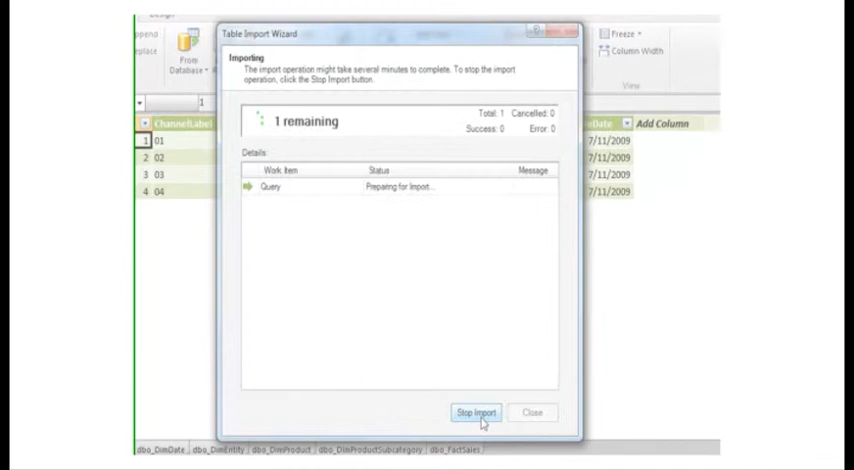 Design
Append
Replace
From
Database
1
ChannelLabel
1 01
2 02
3 03
4 04
Table Import Wizard
Importing
The import operation might take several minutes to complete. To stop the import
operation, click the Stop Import button.
1 remaining
Total: 1 Cancelled: 0
Success: 0 Error: 0
Details:
Work Item Status Message
Query Preparing for Import...
Stop Import Close
Freeze
Column Width
View
Date Add Column
7/11/2009
7/11/2009
7/11/2009
7/11/2009
dbo_DimDate dbo_DimEntity dbo_DimProduct dbo_DimProductSubcategory dbo_FactSales